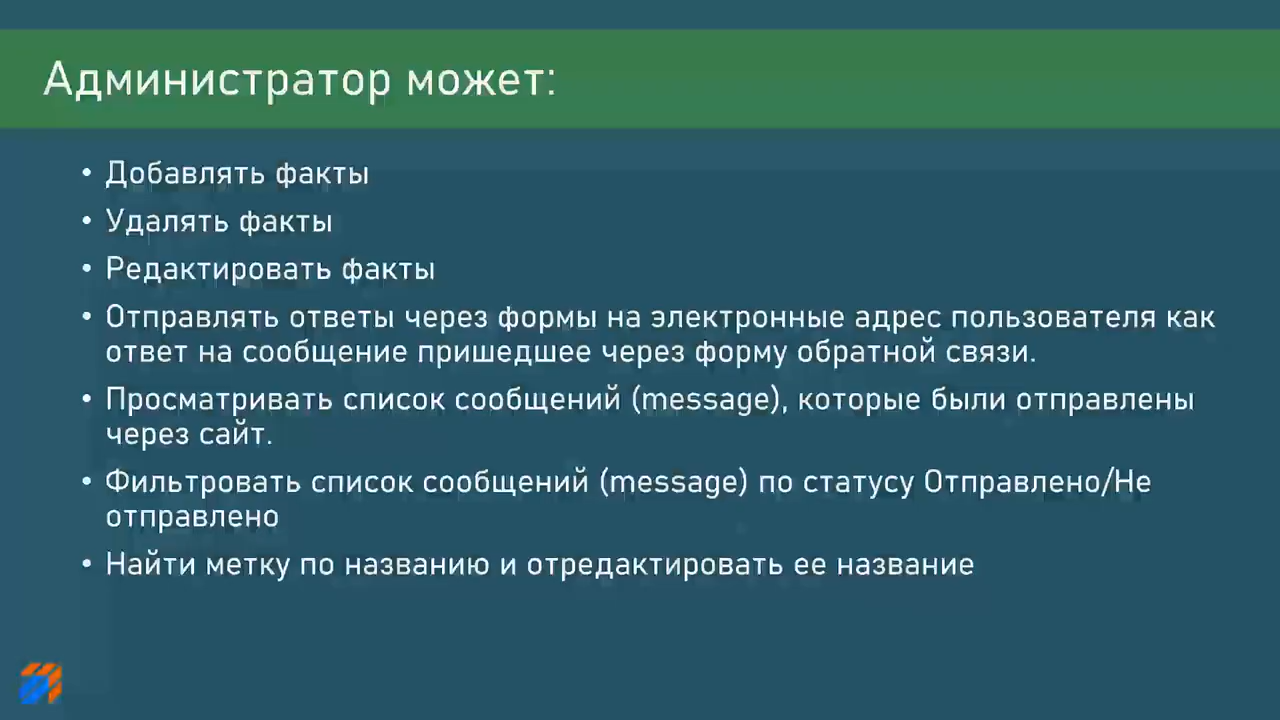 Администратор может:
• Добавлять факты
• Удалять факты
• Редактировать факты
• Отправлять ответы через формы на электронные адрес пользователя как
ответ на сообщение пришедшее через форму обратной связи.
• Просматривать список сообщений (message), которые были отправлены
через сайт.
• Фильтровать список сообщений (message) по статусу Отправлено/Не
отправлено
• Найти метку по названию и отредактировать ее название